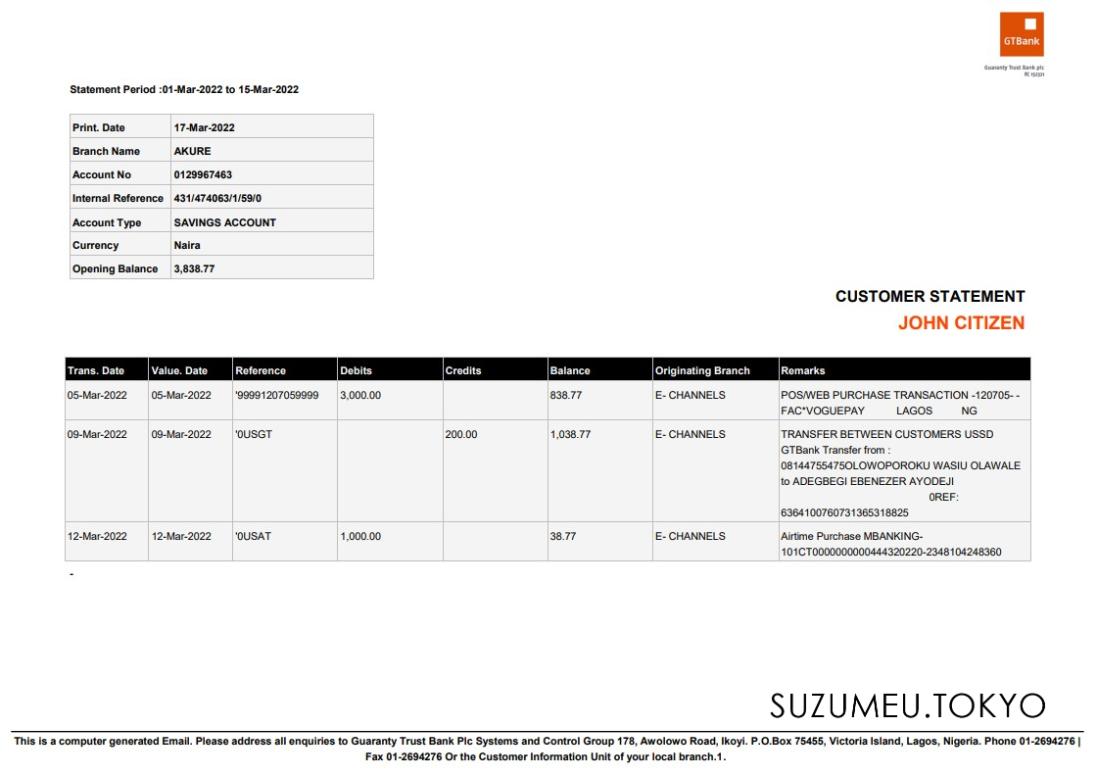 GTBank
Guaranty Trust Bank plc
RC 152321
Statement Period :01-Mar-2022 to 15-Mar-2022
Print. Date 17-Mar-2022
Branch Name AKURE
Account No 0129967463
Internal Reference 431/474063/1/59/0
Account Type SAVINGS ACCOUNT
Currency Naira
Opening Balance 3,838.77
CUSTOMER STATEMENT
JOHN CITIZEN
Trans. Date Value. Date Reference Debits Credits Balance Originating Branch Remarks
05-Mar-2022 05-Mar-2022 '99991207059999 3,000.00 838.77 E- CHANNELS POS/WEB PURCHASE TRANSACTION -120705- -
FAC*VOGUEPAY LAGOS NG
09-Mar-2022 09-Mar-2022 '0USGT 200.00 1,038.77 E- CHANNELS TRANSFER BETWEEN CUSTOMERS USSD
GTBank Transfer from :
08144755475OLOWOPOROKU WASIU OLAWALE
to ADEGBEGI EBENEZER AYODEJI
0REF:
6364100760731365318825
12-Mar-2022 12-Mar-2022 '0USAT 1,000.00 38.77 E- CHANNELS Airtime Purchase MBANKING-
101CT0000000000444320220-2348104248360
-
SUZUMEU.TOKYO
This is a computer generated Email. Please address all enquiries to Guaranty Trust Bank Plc Systems and Control Group 178, Awolowo Road, Ikoyi. P.O.Box 75455, Victoria Island, Lagos, Nigeria. Phone 01-2694276 |
Fax 01-2694276 Or the Customer Information Unit of your local branch.1.